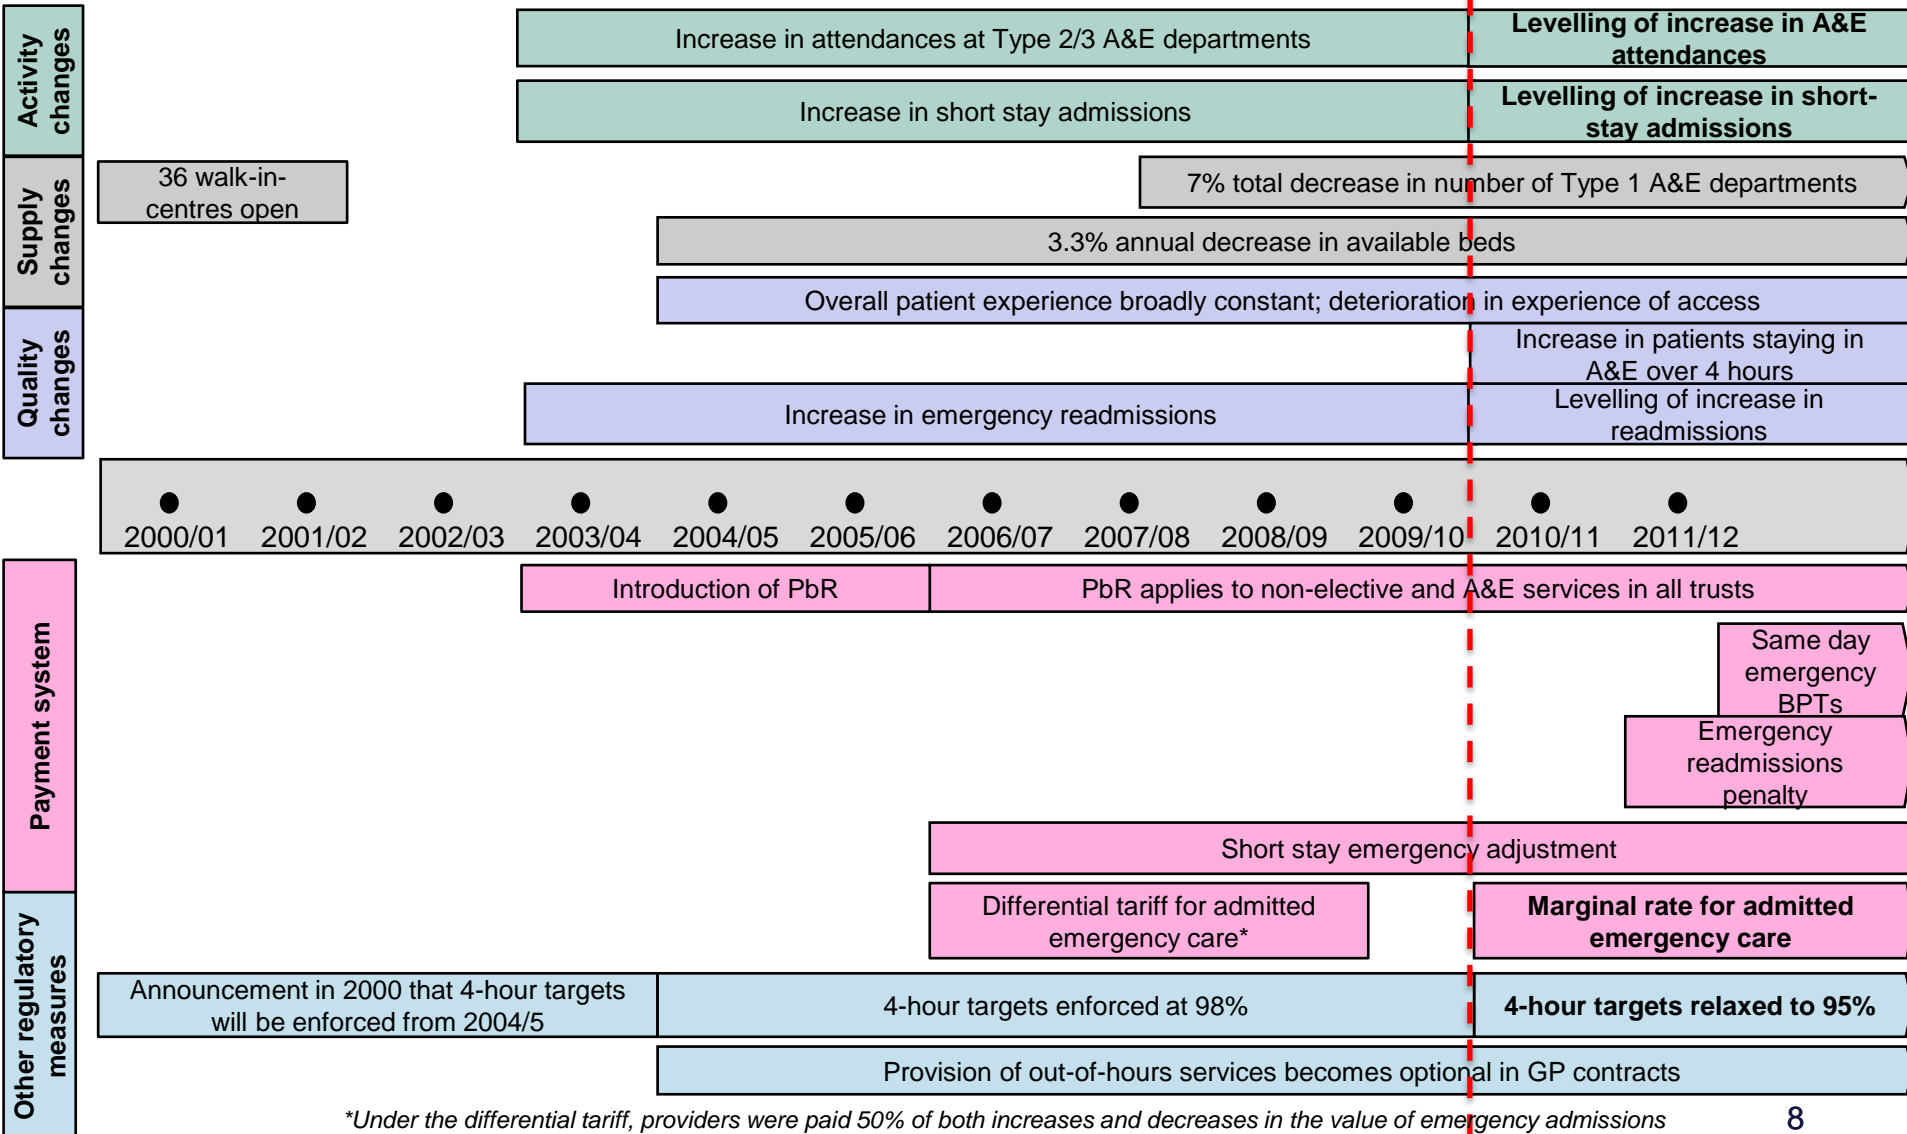 Activity
changes
Increase in attendances at Type 2/3 A&E departments
Levelling of increase in A&E
attendances
Increase in short stay admissions
Levelling of increase in short-
stay admissions
Supply
changes
36 walk-in-
centres open
7% total decrease in number of Type 1 A&E departments
3.3% annual decrease in available beds
Quality
changes
Overall patient experience broadly constant; deterioration in experience of access
Increase in patients staying in
A&E over 4 hours
Increase in emergency readmissions
Levelling of increase in
readmissions
2000/01 2001/02 2002/03 2003/04 2004/05 2005/06 2006/07 2007/08 2008/09 2009/10 2010/11 2011/12
Payment system
Introduction of PbR
PbR applies to non-elective and A&E services in all trusts
Same day
emergency
BPTs
Emergency
readmissions
penalty
Short stay emergency adjustment
Differential tariff for admitted
emergency care*
Marginal rate for admitted
emergency care
Other regulatory
measures
Announcement in 2000 that 4-hour targets
will be enforced from 2004/5
4-hour targets enforced at 98%
4-hour targets relaxed to 95%
Provision of out-of-hours services becomes optional in GP contracts
*Under the differential tariff, providers were paid 50% of both increases and decreases in the value of emergency admissions
8